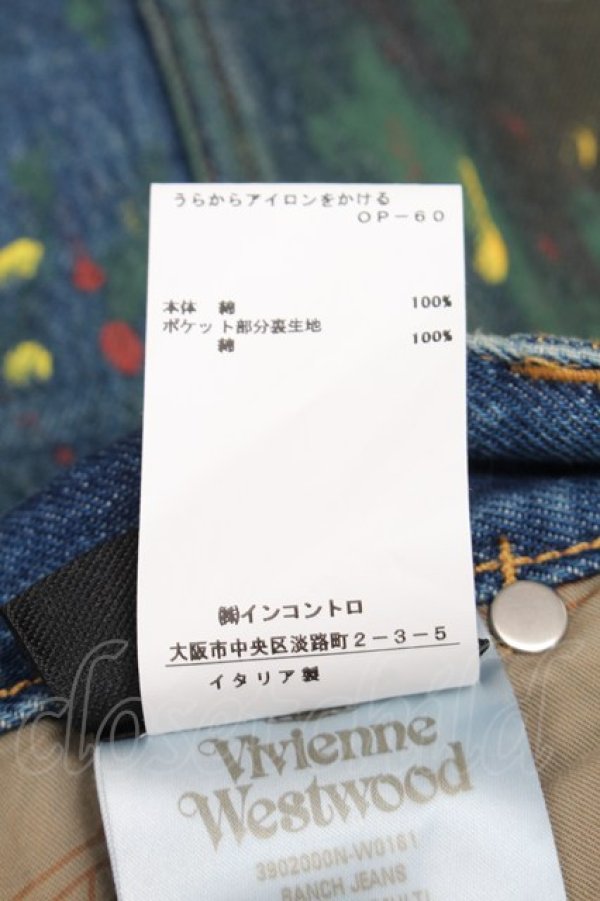 うらからアイロンをかける
OP-60
本体 綿 100%
ポケット部分裏生地
綿 100%
㈱インコントロ
大阪市中央区淡路町2-3-5
イタリア製
Vivienne
Westwood
3902000N-W0161
RANCH JEANS
closet child